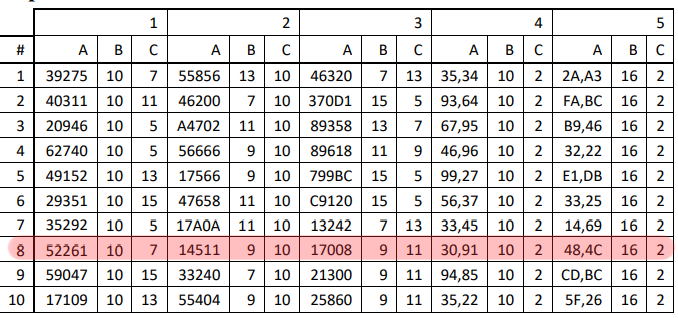 1 2 3 4 5
# A B C A B C A B C A B C A B C
1 39275 10 7 55856 13 10 46320 7 13 35,34 10 2 2A,A3 16 2
2 40311 10 11 46200 7 10 370D1 15 5 93,64 10 2 FA,BC 16 2
3 20946 10 5 A4702 11 10 89358 13 7 67,95 10 2 B9,46 16 2
4 62740 10 15 56666 9 10 89618 11 9 46,96 10 2 32,22 16 2
5 49152 10 13 17566 9 10 799BC 15 5 99,27 10 2 E1,DB 16 2
6 29351 10 15 47658 11 10 C9120 15 5 56,37 10 2 33,25 16 2
7 35292 10 5 17A0A 11 10 13242 7 13 33,45 10 2 14,69 16 2
8 52261 10 7 14511 9 10 17008 9 11 30,91 10 2 48,4C 16 2
9 59047 10 15 33240 7 10 21300 9 11 94,85 10 2 CD,BC 16 2
10 17109 10 13 55404 9 10 25860 9 11 35,22 10 2 5F,26 16 2